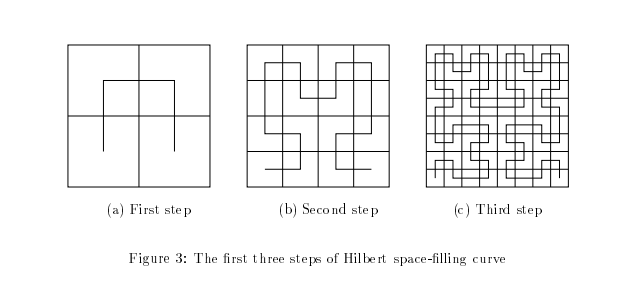 (a) First step (b) Second step (c) Third step
Figure 3: The first three steps of Hilbert space-filling curve